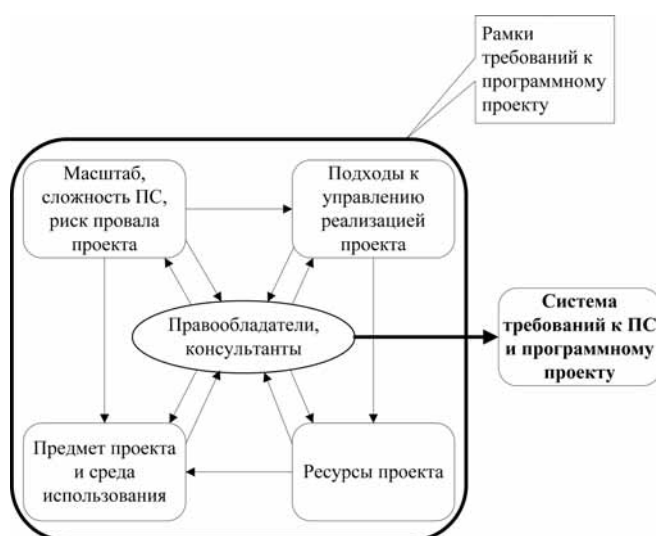 Рамки
требований к
программному
проекту
Масштаб,
сложность ПС,
риск провала
проекта
Подходы к
управлению
реализацией
проекта
Правообладатели,
консультанты
Система
требований к ПС
и программному
проекту
Предмет проекта
и среда
использования
Ресурсы проекта